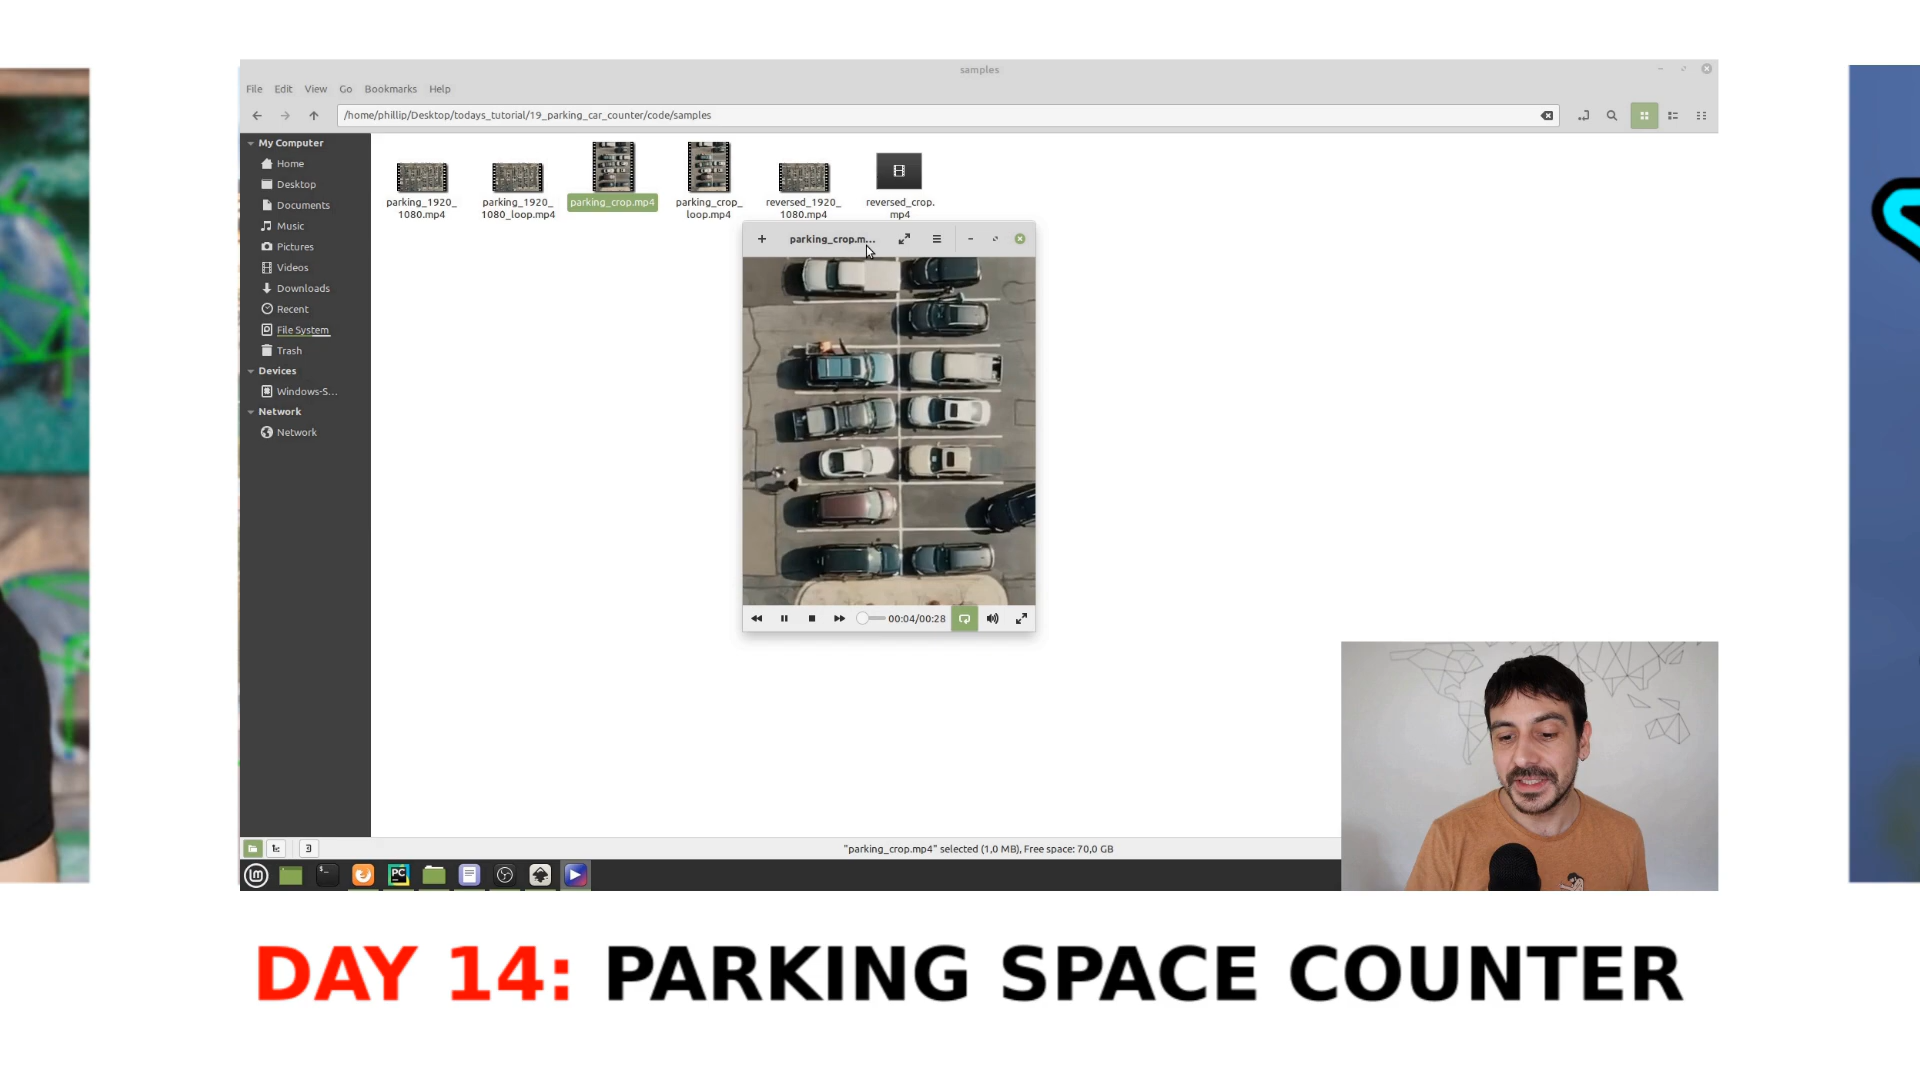 samples
File Edit View Go Bookmarks Help
/home/phillip/Desktop/todays_tutorial/19_parking_car_counter/code/samples
My Computer
Home
Desktop
Documents
Music
Pictures
Videos
Downloads
Recent
File System
Trash
Devices
Windows-S...
Network
Network
parking_1920_
1080.mp4
parking_1920_
1080_loop.mp4
parking_crop.mp4
parking_crop_
loop.mp4
reversed_1920_
1080.mp4
reversed_crop.
mp4
parking_crop.m...
00:04/00:28
"parking_crop.mp4" selected (1,0 MB), Free space: 70,0 GB
PC
DAY 14: PARKING SPACE COUNTER